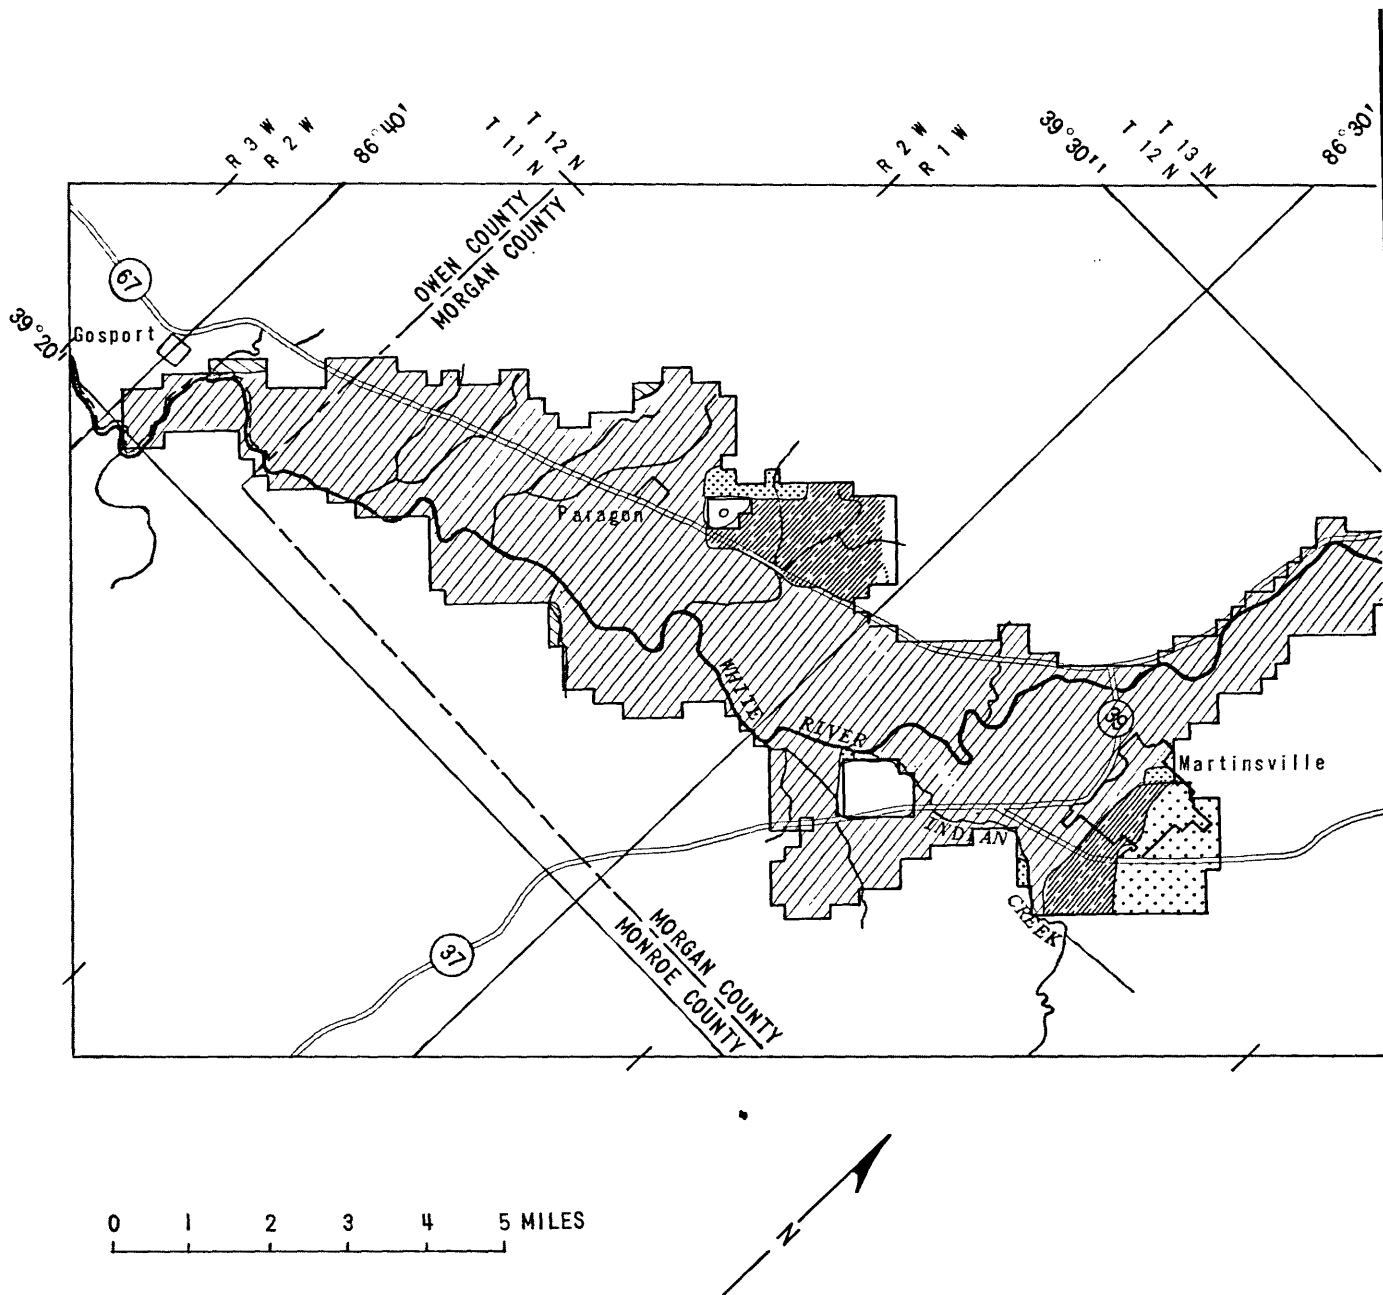 R 3 W
R 2 W
86°40'
T 12 N
T 11 N
R 2 W
R 1 W
39°30'
T 13 N
T 12 N
86°30'
OWEN COUNTY
MORGAN COUNTY
67
39°20'
Gosport
Paragon
WHITE
RIVER
39
Martinsville
INDIAN
CREEK
37
MORGAN COUNTY
MONROE COUNTY
N
0 1 2 3 4 5 MILES